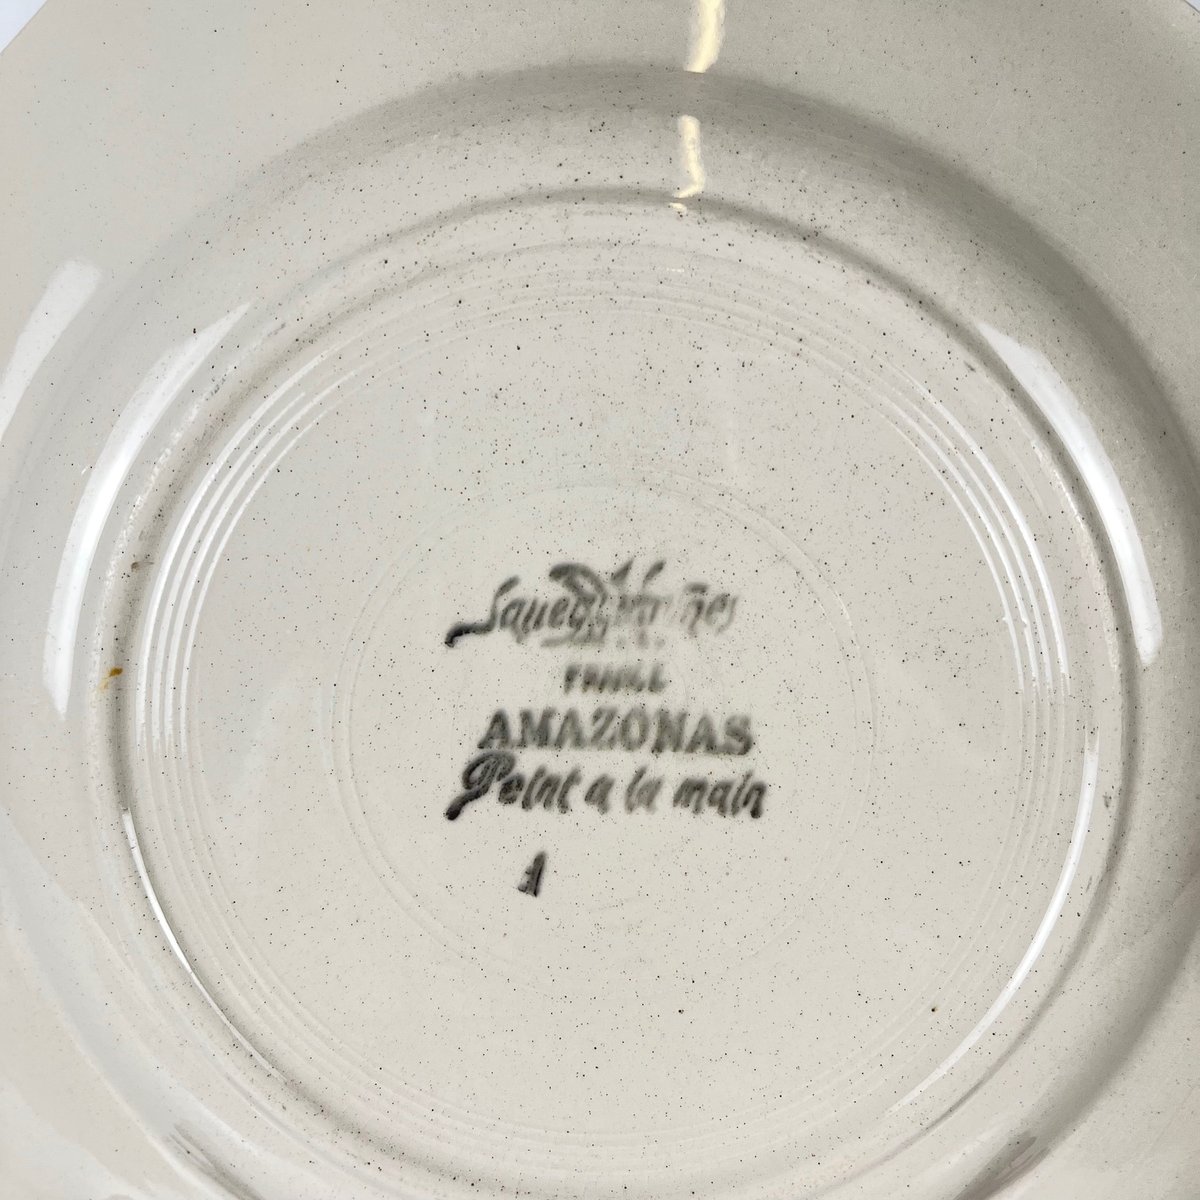 FRANCE
AMAZONAS
Peint a la main
A